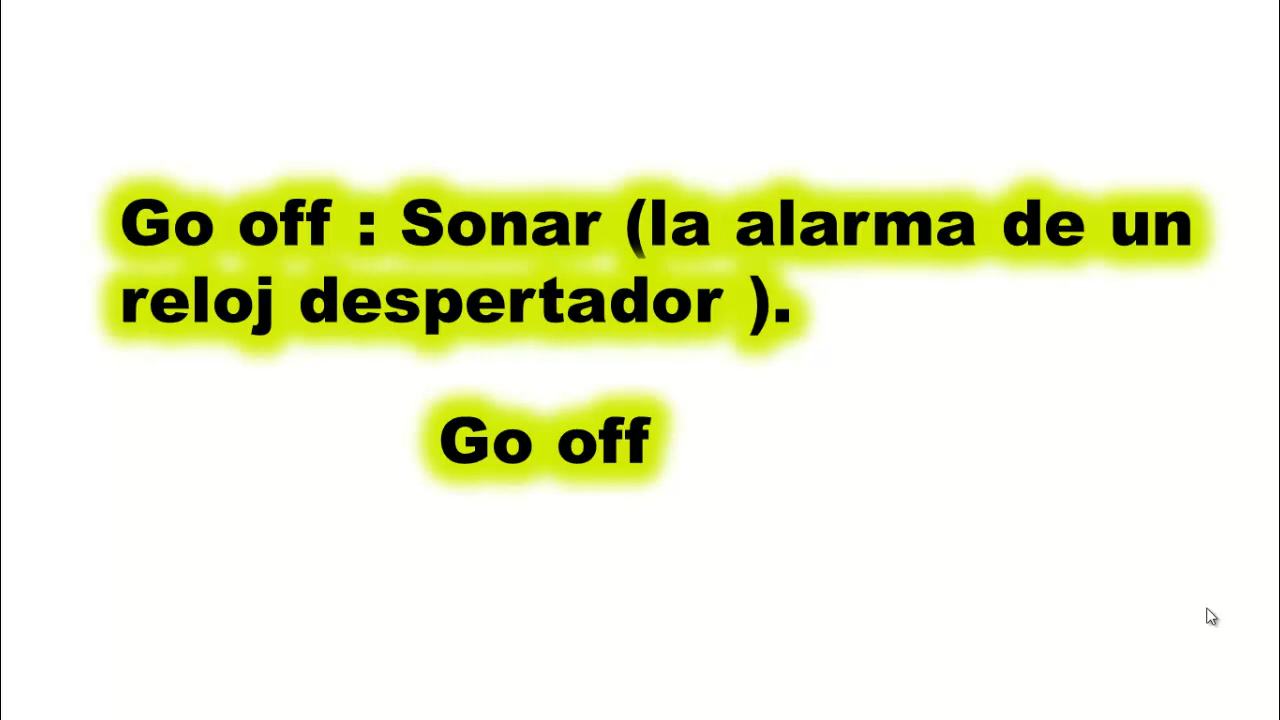 Go off : Sonar (la alarma de un
reloj despertador ).
Go off